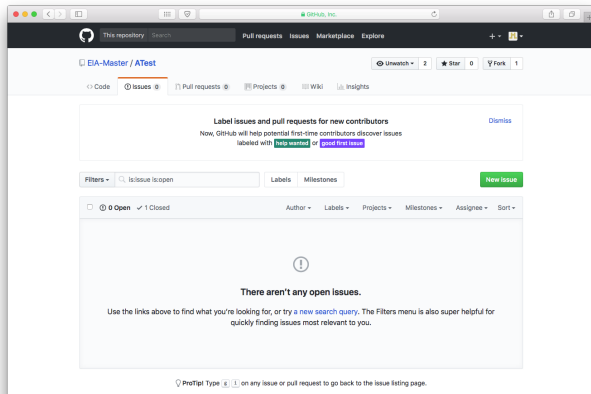 GitHub, Inc.
This repository Search Pull requests Issues Marketplace Explore
EIA-Master / ATest
Unwatch 2 Star 0 Fork 1
Code Issues 0 Pull requests 0 Projects 0 Wiki Insights
Label issues and pull requests for new contributors Dismiss
Now, GitHub will help potential first-time contributors discover issues
labeled with help wanted or good first issue
Filters is:issue is:open Labels Milestones New issue
0 Open 1 Closed Author Labels Projects Milestones Assignee Sort
There aren't any open issues.
Use the links above to find what you're looking for, or try a new search query. The Filters menu is also super helpful for
quickly finding issues most relevant to you.
ProTip! Type g i on any issue or pull request to go back to the issue listing page.